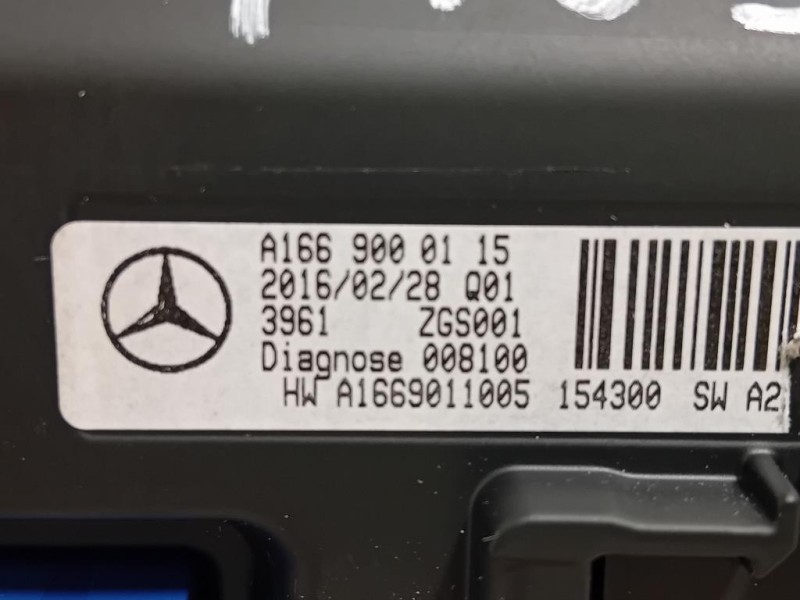 A166 900 01 15
2016/02/28 Q01
3961 ZGS001
Diagnose 008100
HW A1669011005 154300 SW A2